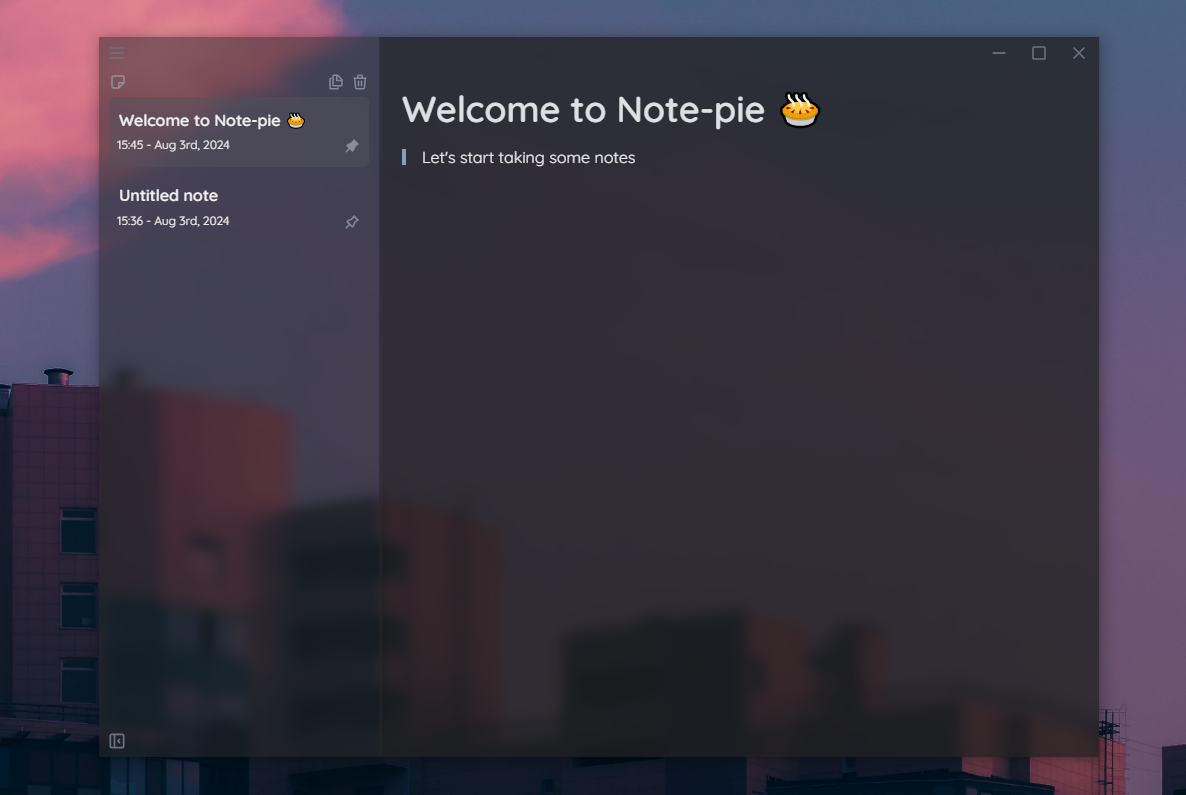 Welcome to Note-pie 🥧
15:45 - Aug 3rd, 2024
Untitled note
15:36 - Aug 3rd, 2024
Welcome to Note-pie 🥧
Let's start taking some notes